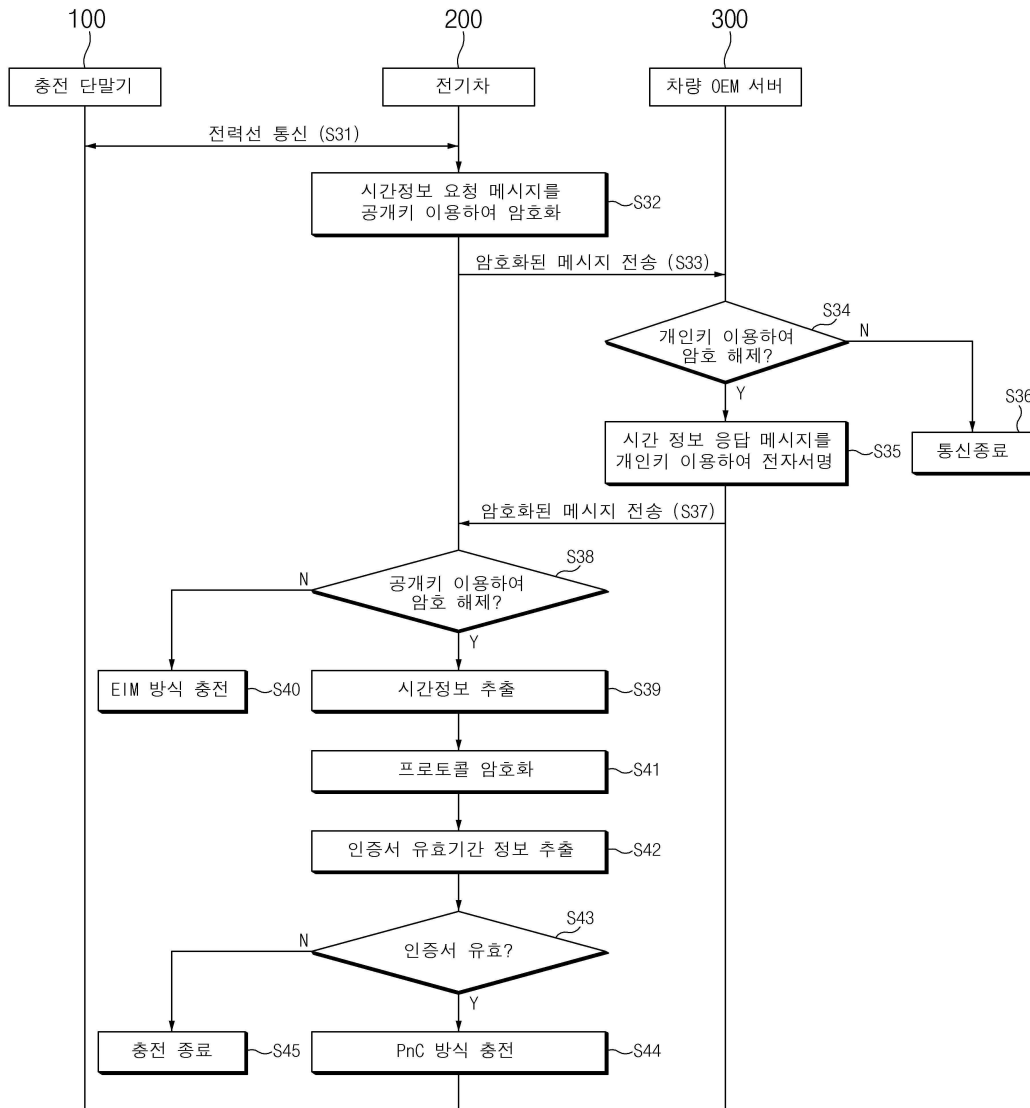 100
200
300
충전 단말기
전기차
차량 OEM 서버
전력선 통신 (S31)
시간정보 요청 메시지를
공개키 이용하여 암호화
S32
암호화된 메시지 전송 (S33)
S34
개인키 이용하여
암호 해제?
N
Y
S36
시간 정보 응답 메시지를
개인키 이용하여 전자서명
S35
통신종료
암호화된 메시지 전송 (S37)
S38
N
공개키 이용하여
암호 해제?
Y
EIM 방식 충전
S40
시간정보 추출
S39
프로토콜 암호화
S41
인증서 유효기간 정보 추출
S42
S43
N
인증서 유효?
Y
충전 종료
S45
PnC 방식 충전
S44